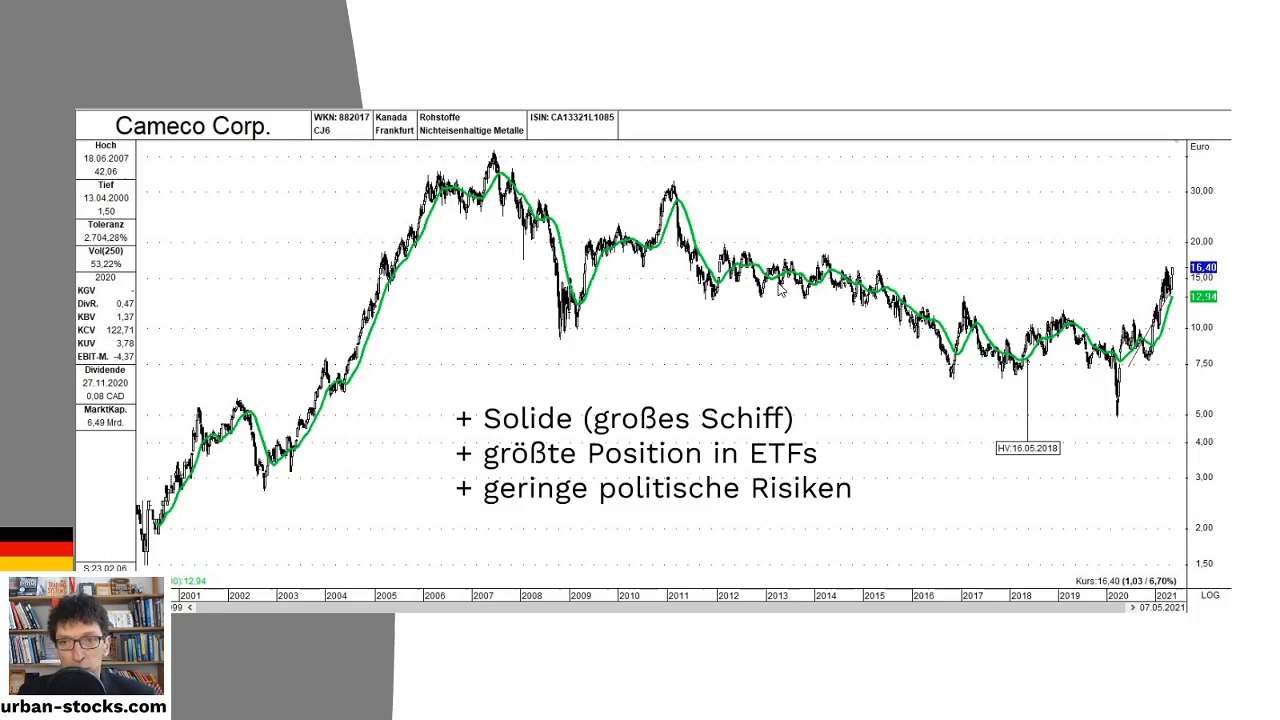 Cameco Corp.
WKN: 882017
CJ6
Kanada
Frankfurt
Rohstoffe
Nichteisenhaltige Metalle
ISIN: CA13321L1085
Hoch
18.06.2007
42,06
Tief
13.04.2000
1,50
Toleranz
2.704,28%
Vol(250)
53,22%
2020
KGV -
DivR. 0,47
KBV 1,37
KCV 122,71
KUV 3,78
EBIT-M. -4,37
Dividende
27.11.2020
0,08 CAD
MarktKap.
6,49 Mrd.
S:23.02.06
Euro
30,00
20,00
16,40
15,00
12,94
10,00
7,50
5,00
4,00
3,00
2,00
1,50
+ Solide (großes Schiff)
+ größte Position in ETFs
+ geringe politische Risiken
HV:16.05.2018
00):12.94
Kurs:16,40 (1,03 / 6,70%)
2001 2002 2003 2004 2005 2006 2007 2008 2009 2010 2011 2012 2013 2014 2015 2016 2017 2018 2019 2020 2021
LOG
999 < > 07.05.2021
urban-stocks.com